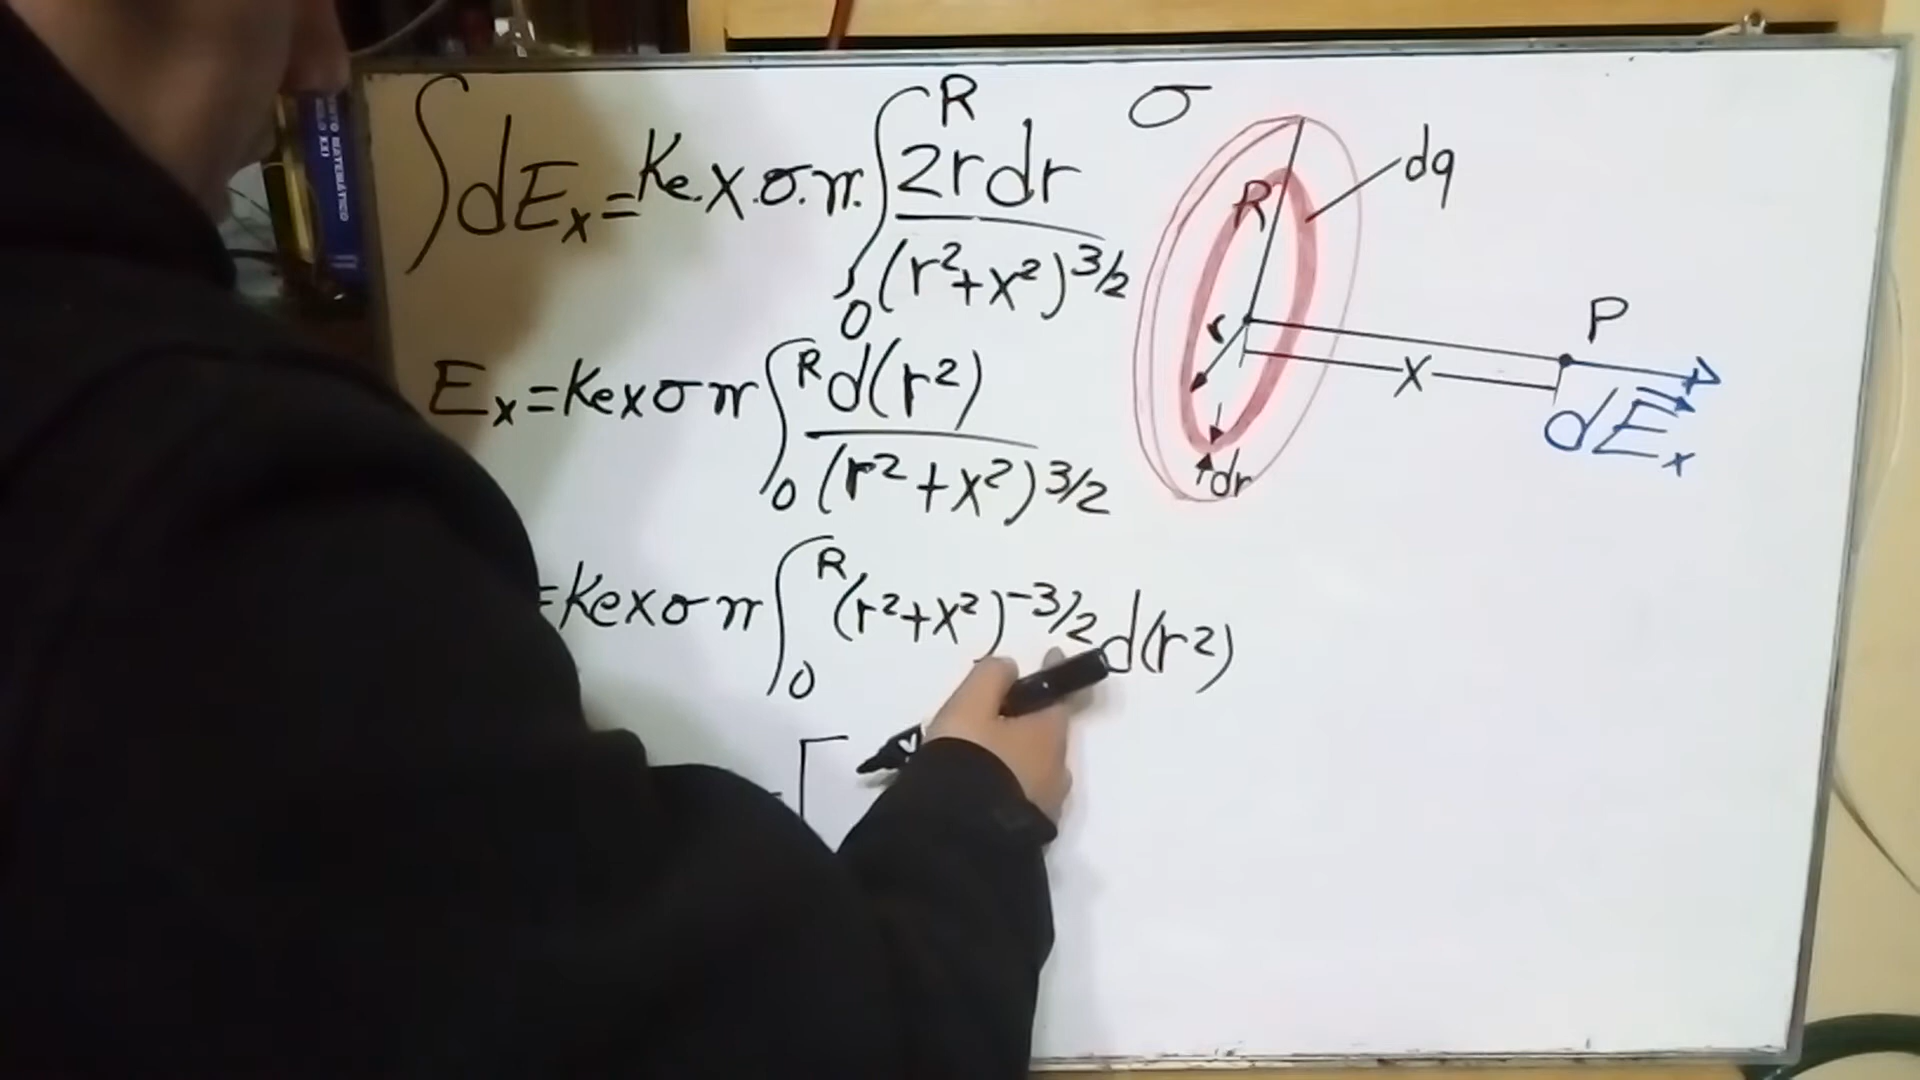 ∫dEx = Ke.x.σ.π. ∫₀ᴿ 2rdr / (r²+x²)^3/2
Ex = Kexσπ ∫₀ᴿ d(r²) / (r²+x²)^3/2
= Kexσπ ∫₀ᴿ (r²+x²)^-3/2 d(r²)
= [
σ
dq
R
r
P
x
dEx
dr
MATEMATICO